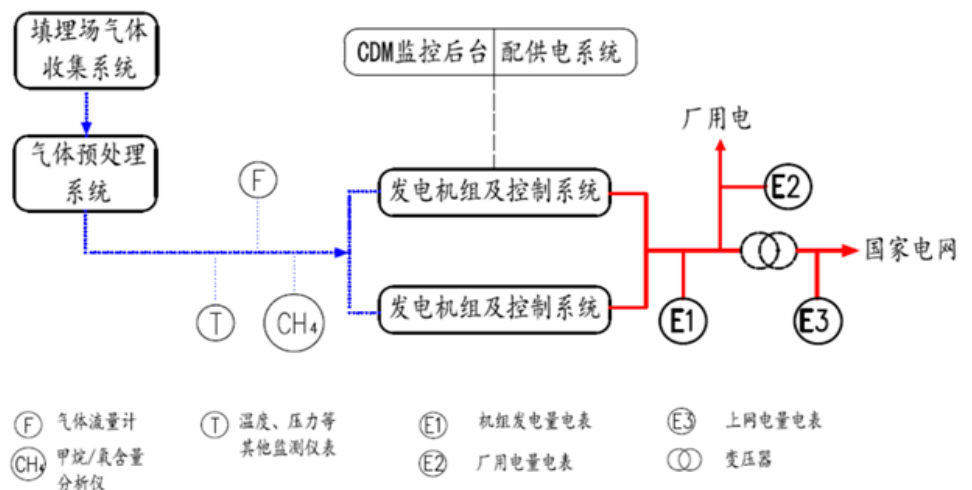 填埋场气体
收集系统
CDM监控后台
配供电系统
气体预处理
系统
厂用电
F
发电机组及控制系统
E2
国家电网
T
CH₄
发电机组及控制系统
E1
E3
F 气体流量计
T 温度、压力等
其他监测仪表
E1 机组发电量电表
E3 上网电量电表
CH₄ 甲烷/氧含量
分析仪
E2 厂用电量电表
变压器